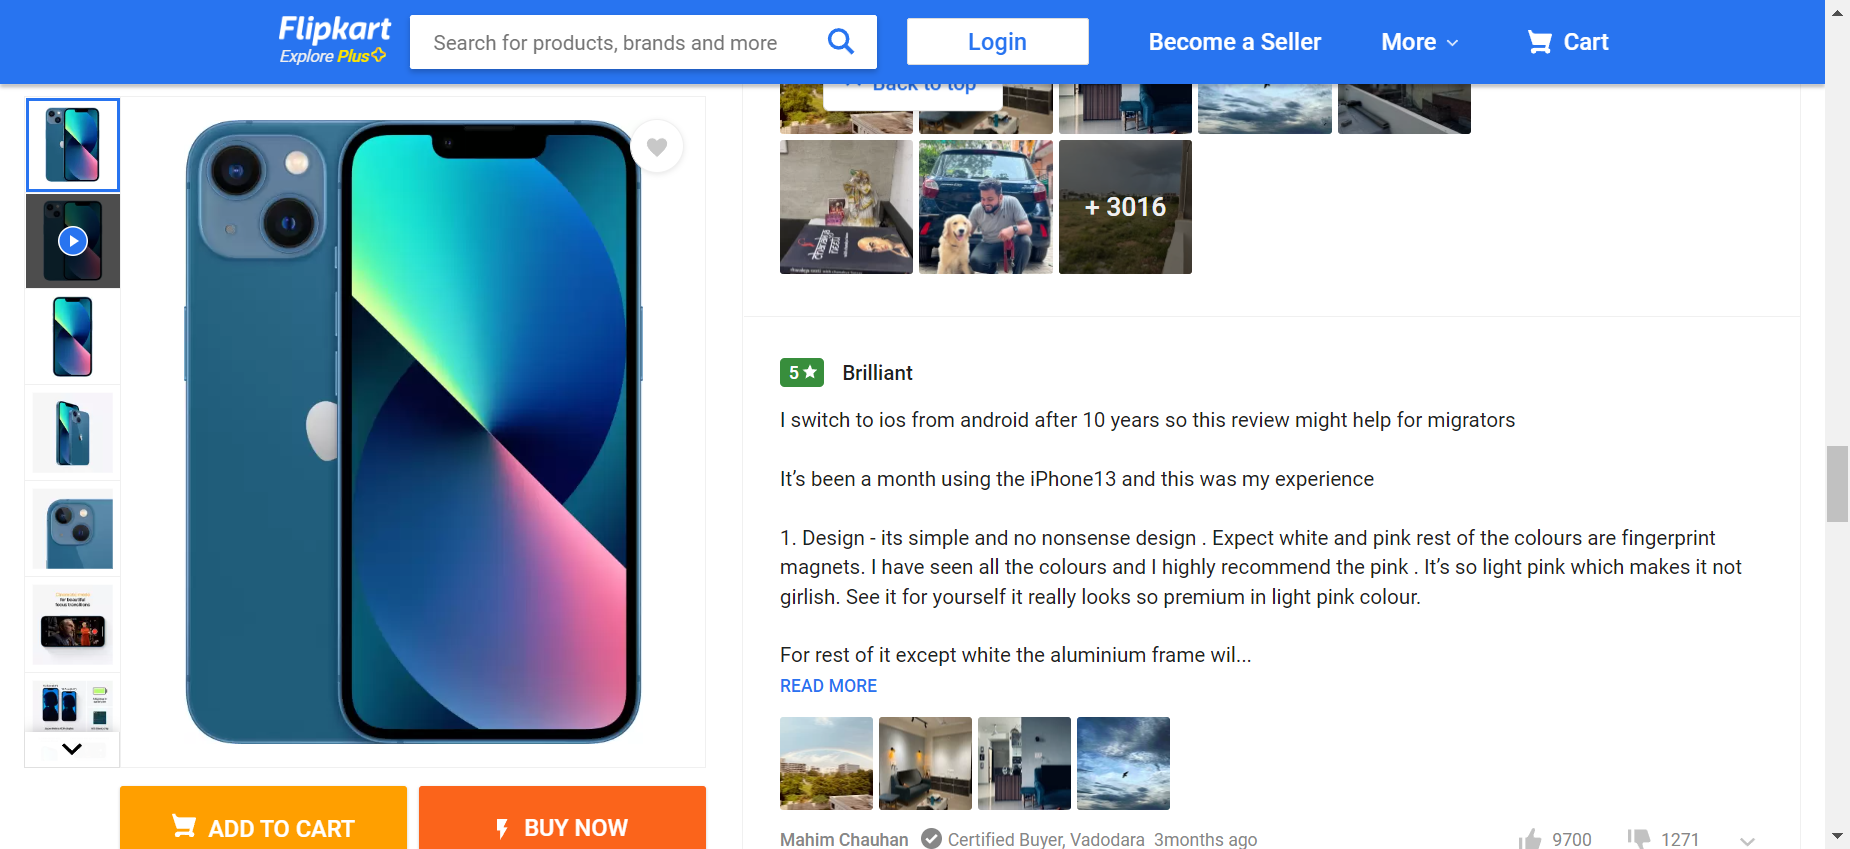 Flipkart
Explore Plus
Search for products, brands and more
Login
Become a Seller
More
Cart
Back to top
+ 3016
5
Brilliant
I switch to ios from android after 10 years so this review might help for migrators
It’s been a month using the iPhone13 and this was my experience
1. Design - its simple and no nonsense design . Expect white and pink rest of the colours are fingerprint
magnets. I have seen all the colours and I highly recommend the pink . It’s so light pink which makes it not
girlish. See it for yourself it really looks so premium in light pink colour.
For rest of it except white the aluminium frame wil...
READ MORE
for beautiful
focus transitions
ADD TO CART
BUY NOW
Mahim Chauhan
Certified Buyer, Vadodara 3months ago
9700
1271